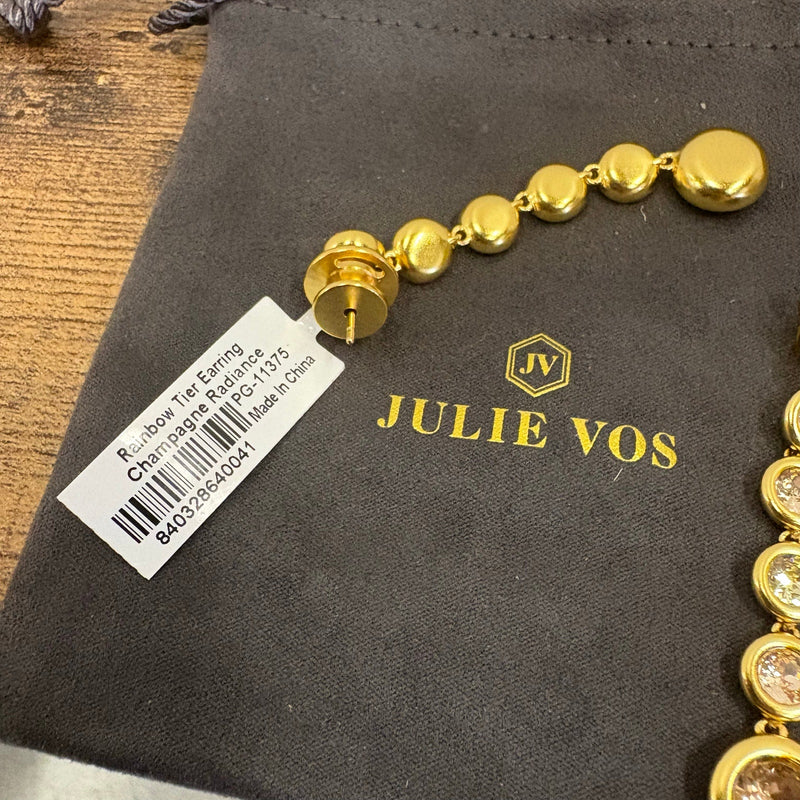 Rainbow Tier Earring
Champagne Radiance
PG-11375
Made In China
840328640041
JV
JULIE VOS